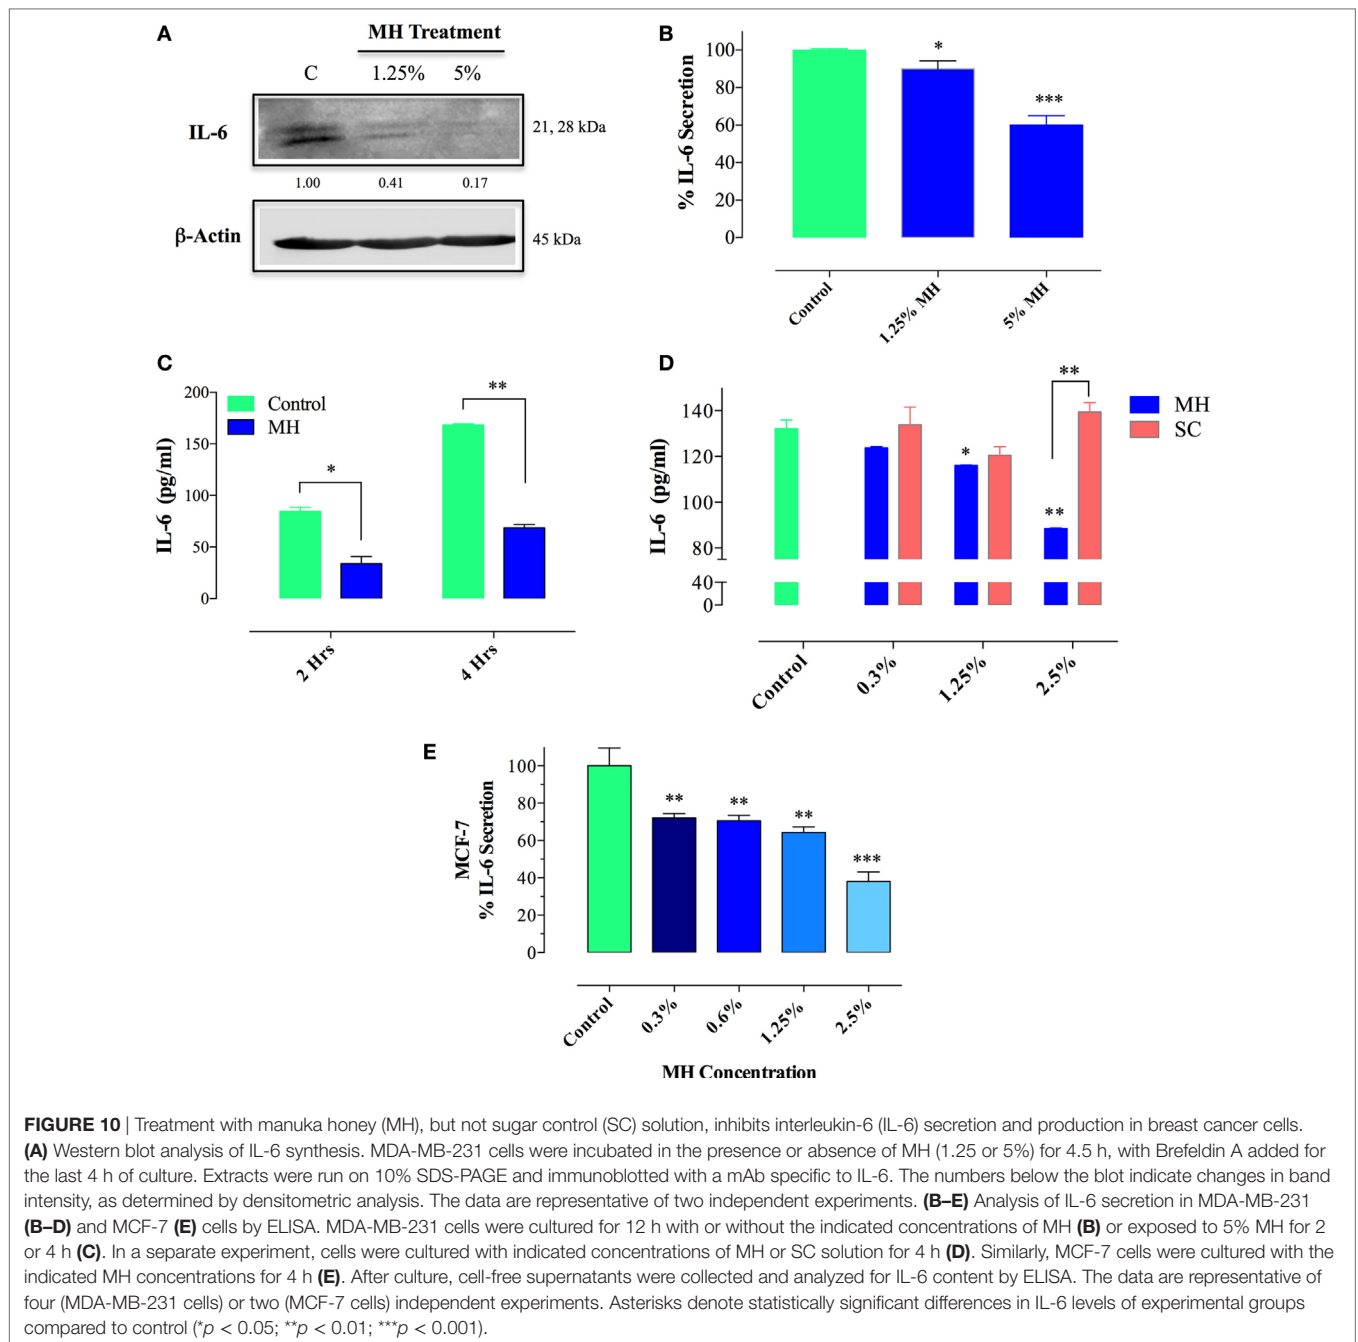 A
MH Treatment
C 1.25% 5%
IL-6
21, 28 kDa
1.00 0.41 0.17
β-Actin
45 kDa
B
% IL-6 Secretion
100
80
60
40
20
0
*
***
Control
1.25% MH
5% MH
C
IL-6 (pg/ml)
200
150
100
50
0
Control
MH
*
**
2 Hrs
4 Hrs
D
IL-6 (pg/ml)
140
120
100
80
40
0
*
**
**
MH
SC
Control
0.3%
1.25%
2.5%
E
MCF-7
% IL-6 Secretion
100
80
60
40
20
0
**
**
**
***
Control
0.3%
0.6%
1.25%
2.5%
MH Concentration
FIGURE 10 | Treatment with manuka honey (MH), but not sugar control (SC) solution, inhibits interleukin-6 (IL-6) secretion and production in breast cancer cells.
(A) Western blot analysis of IL-6 synthesis. MDA-MB-231 cells were incubated in the presence or absence of MH (1.25 or 5%) for 4.5 h, with Brefeldin A added for
the last 4 h of culture. Extracts were run on 10% SDS-PAGE and immunoblotted with a mAb specific to IL-6. The numbers below the blot indicate changes in band
intensity, as determined by densitometric analysis. The data are representative of two independent experiments. (B–E) Analysis of IL-6 secretion in MDA-MB-231
(B–D) and MCF-7 (E) cells by ELISA. MDA-MB-231 cells were cultured for 12 h with or without the indicated concentrations of MH (B) or exposed to 5% MH for 2
or 4 h (C). In a separate experiment, cells were cultured with indicated concentrations of MH or SC solution for 4 h (D). Similarly, MCF-7 cells were cultured with the
indicated MH concentrations for 4 h (E). After culture, cell-free supernatants were collected and analyzed for IL-6 content by ELISA. The data are representative of
four (MDA-MB-231 cells) or two (MCF-7 cells) independent experiments. Asterisks denote statistically significant differences in IL-6 levels of experimental groups
compared to control (*p < 0.05; **p < 0.01; ***p < 0.001).